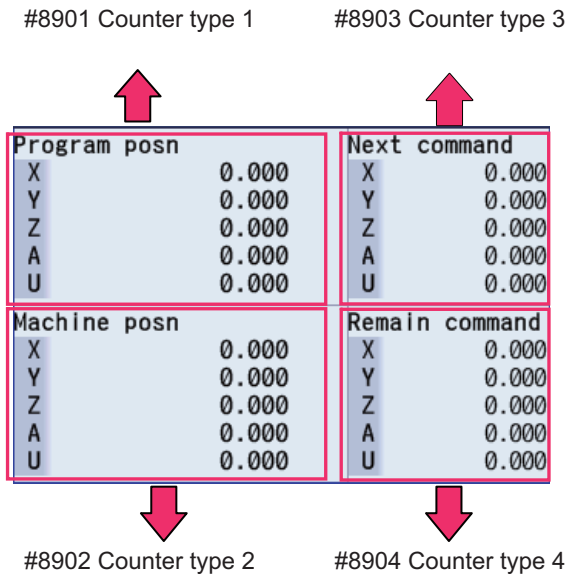 #8901 Counter type 1
#8903 Counter type 3
Program posn
X 0.000
Y 0.000
Z 0.000
A 0.000
U 0.000
Next command
X 0.000
Y 0.000
Z 0.000
A 0.000
U 0.000
Machine posn
X 0.000
Y 0.000
Z 0.000
A 0.000
U 0.000
Remain command
X 0.000
Y 0.000
Z 0.000
A 0.000
U 0.000
#8902 Counter type 2
#8904 Counter type 4